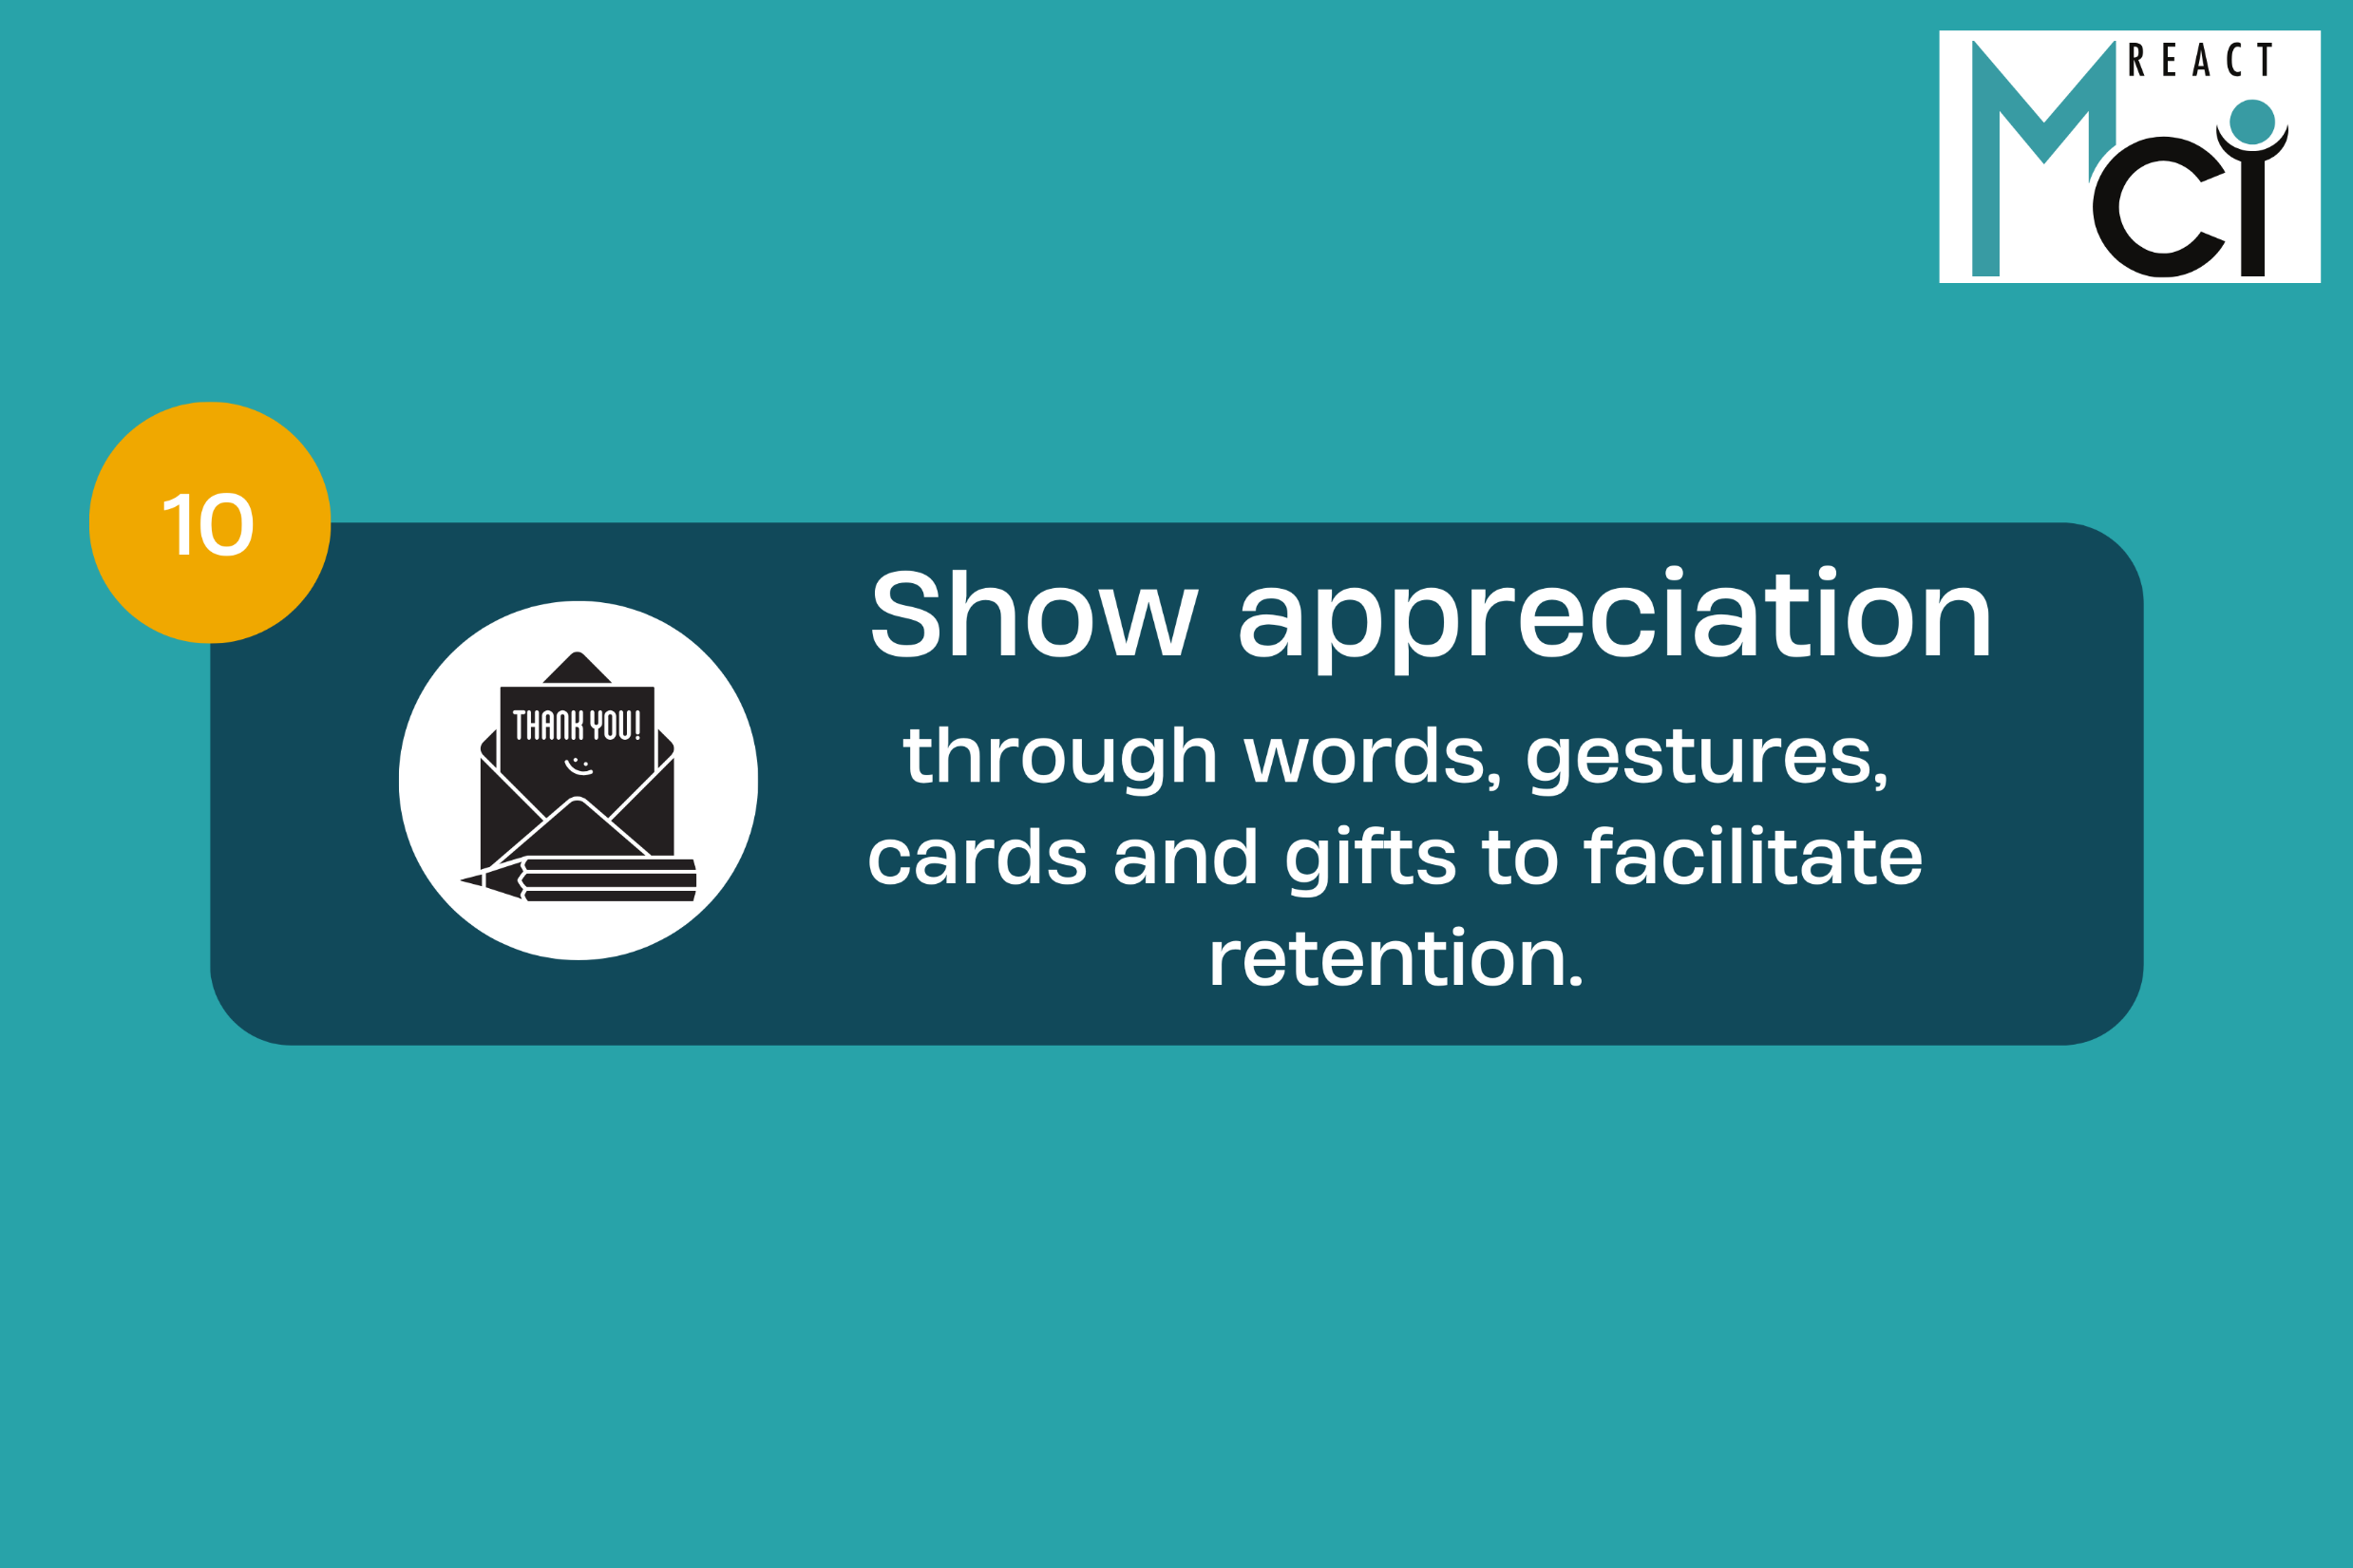 REACT
MCi
10
Show appreciation
THANK YOU!
through words, gestures,
cards and gifts to facilitate
retention.